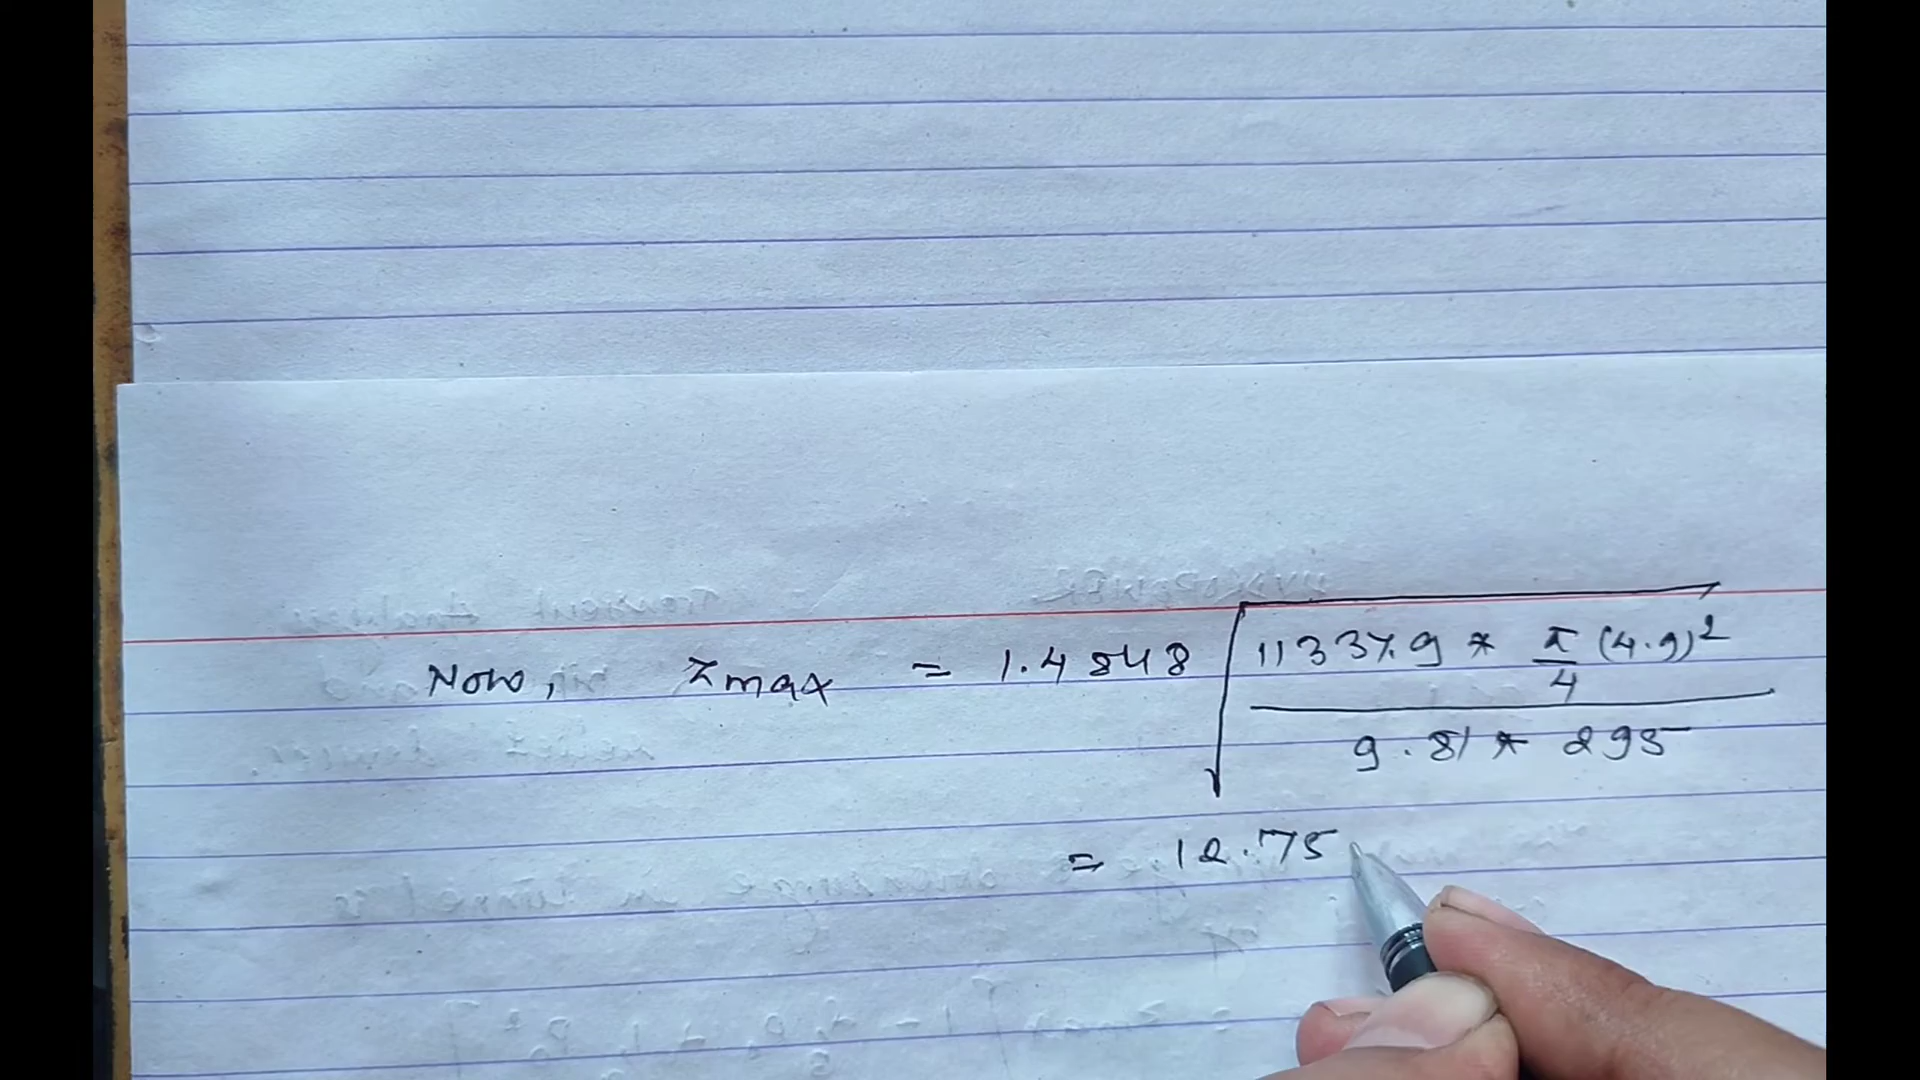 Now, Zmax = 1.4848 √ 11337.9 * π/4 (4.9)²
9.81 * 295
= 12.75